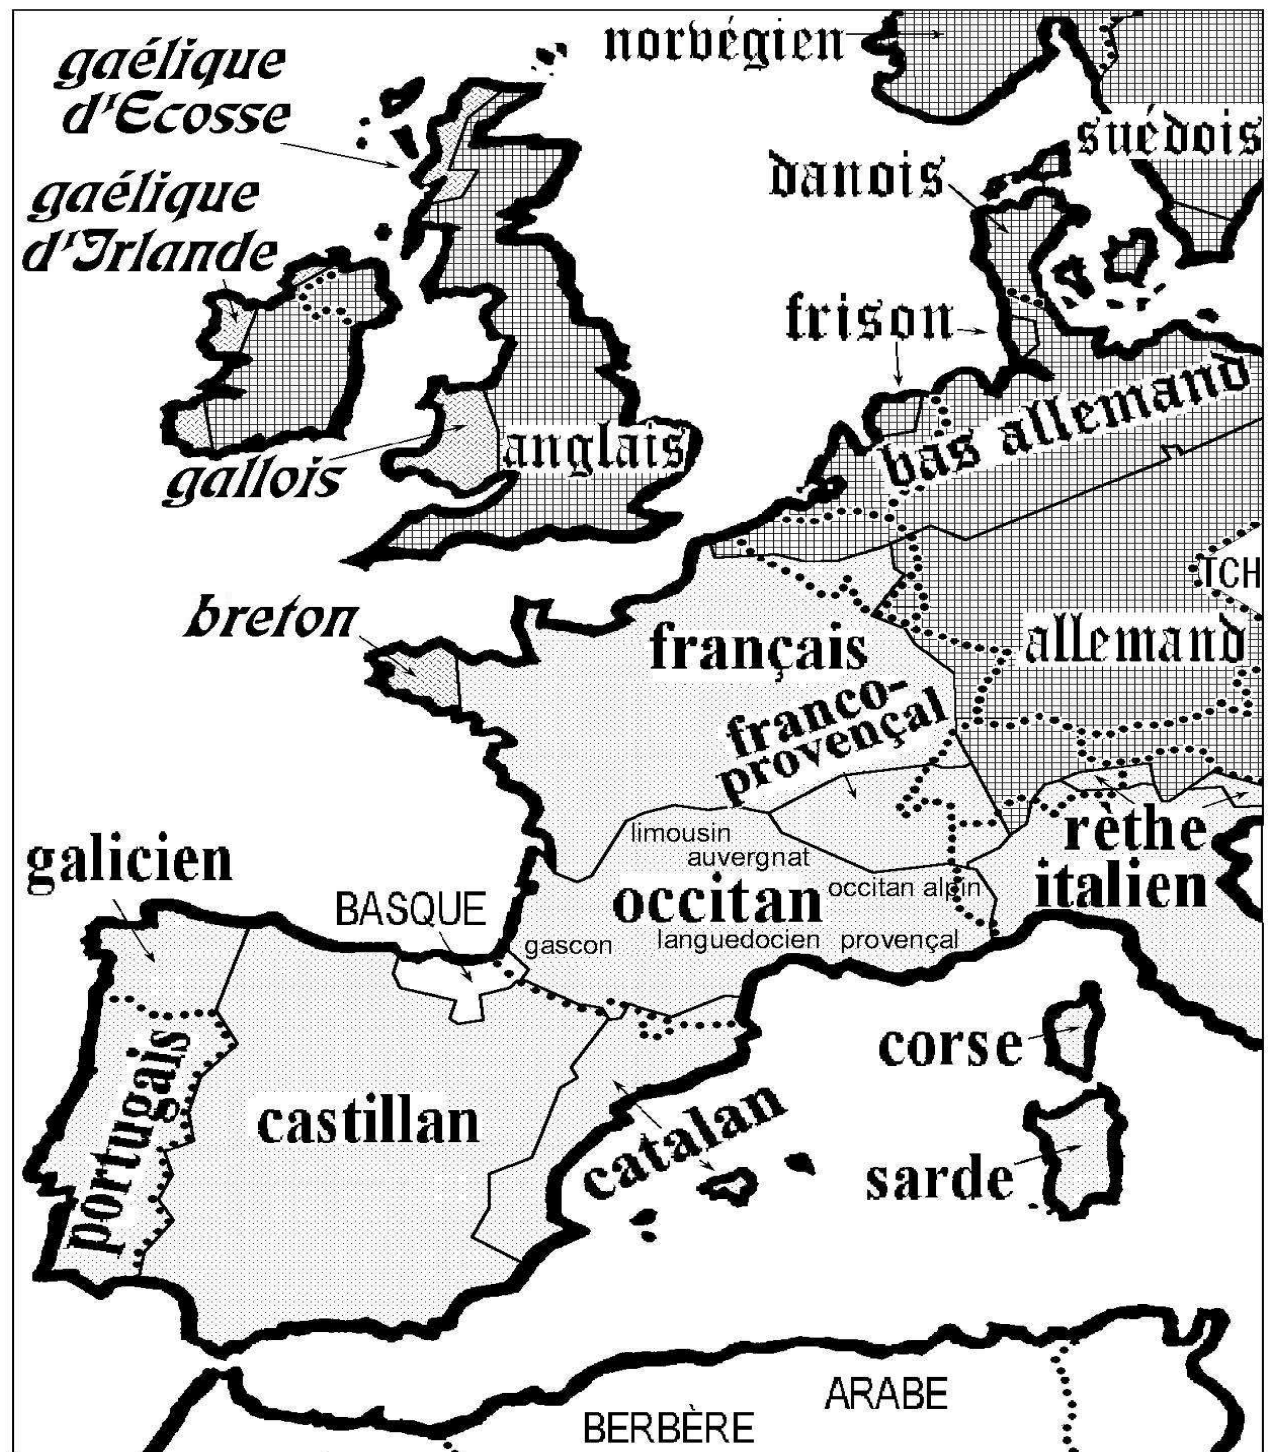 gaélique
d'Ecosse
norvégien
suédois
danois
gaélique
d'Irlande
frison
bas allemand
anglais
gallois
TCH
breton
français
allemand
franco-
provençal
limousin
auvergnat
rèthe
italien
galicien
BASQUE
occitan
occitan alpin
gascon
languedocien
provençal
corse
portugais
castillan
catalan
sarde
ARABE
BERBÈRE